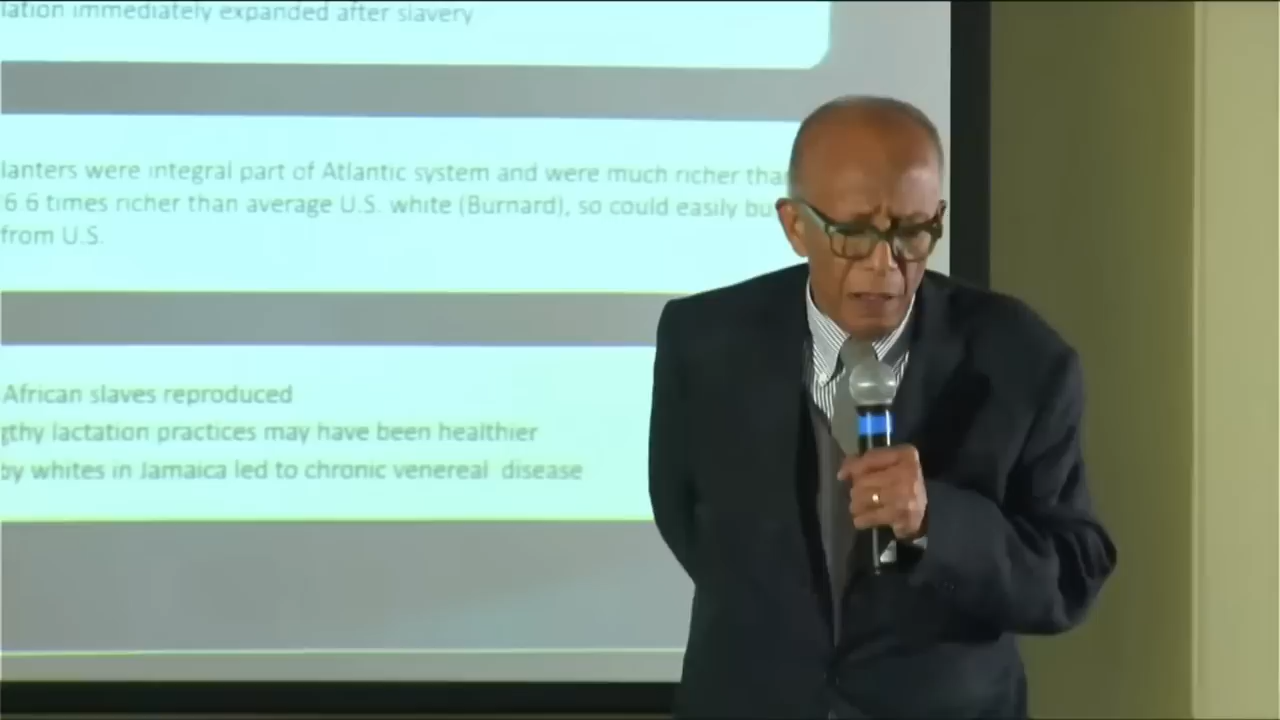 lation immediately expanded after slavery
lanters were integral part of Atlantic system and were much richer tha
6.6 times richer than average U.S. white (Burnard), so could easily bu
from U.S.
African slaves reproduced
gthy lactation practices may have been healthier
by whites in Jamaica led to chronic venereal disease